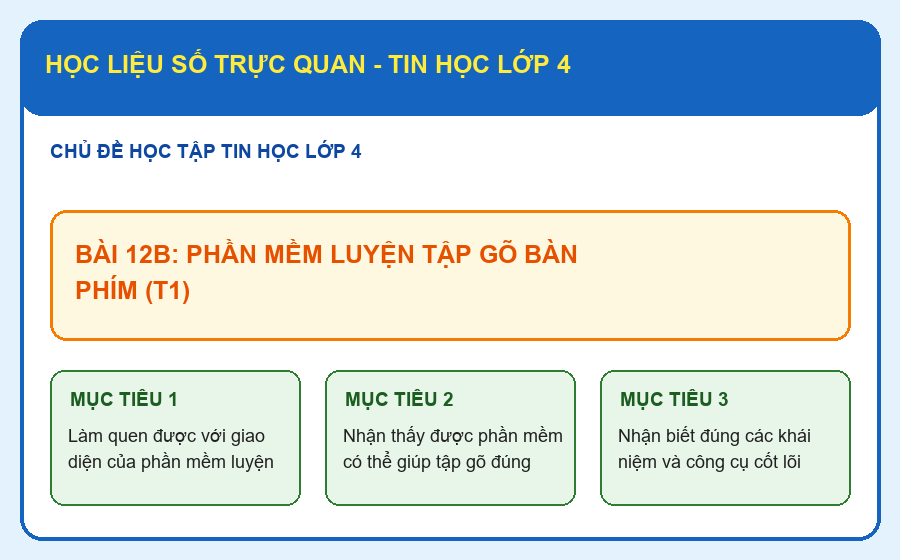 HỌC LIỆU SỐ TRỰC QUAN - TIN HỌC LỚP 4
CHỦ ĐỀ HỌC TẬP TIN HỌC LỚP 4
BÀI 12B: PHẦN MỀM LUYỆN TẬP GÕ BÀN
PHÍM (T1)
MỤC TIÊU 1
Làm quen được với giao
diện của phần mềm luyện
MỤC TIÊU 2
Nhận thấy được phần mềm
có thể giúp tập gõ đúng
MỤC TIÊU 3
Nhận biết đúng các khái
niệm và công cụ cốt lõi